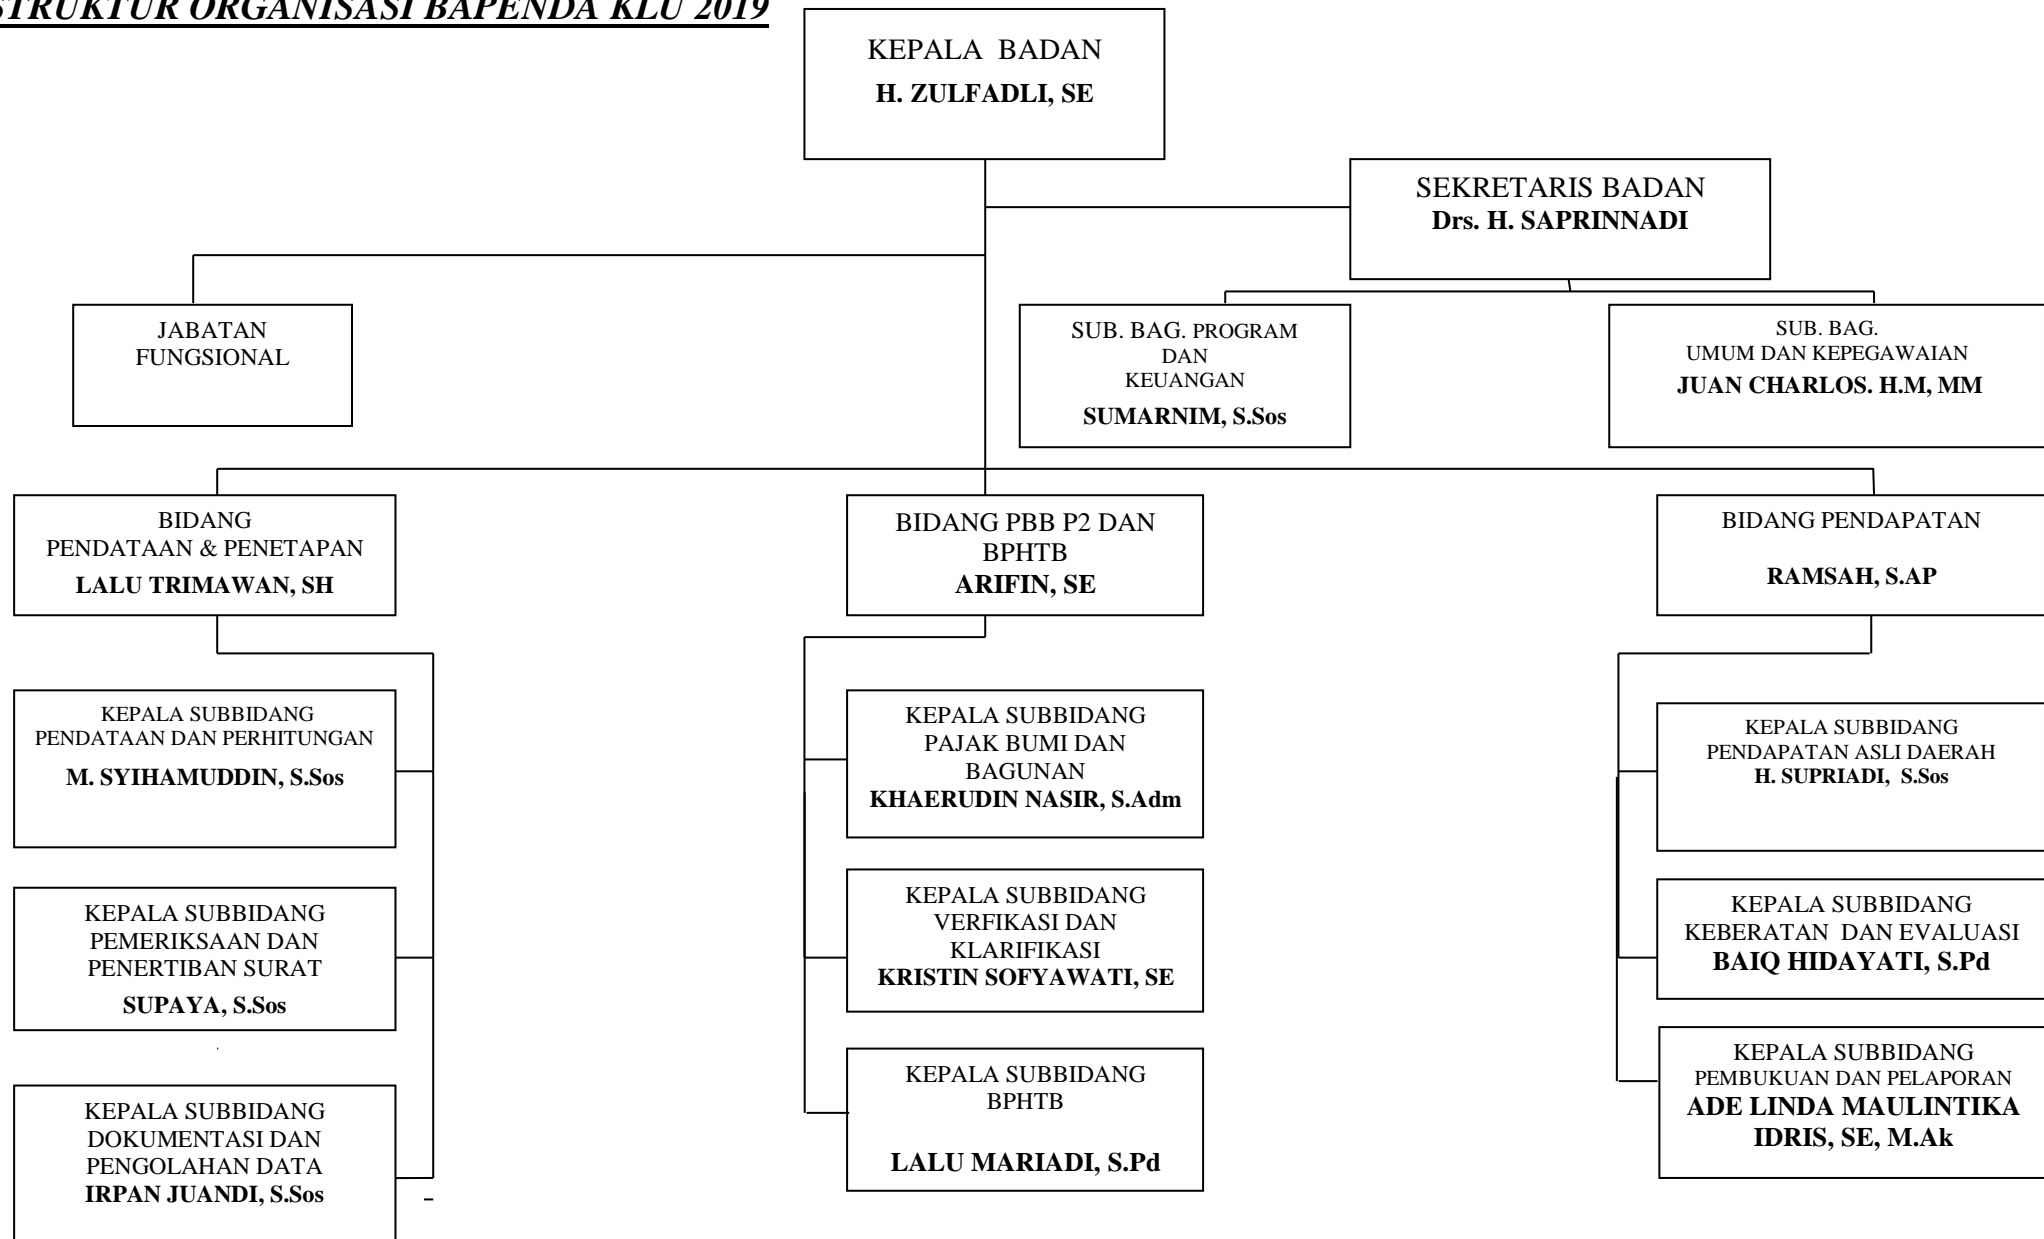 STRUKTUR ORGANISASI BAPENDA KLU 2019
KEPALA BADAN
H. ZULFADLI, SE
SEKRETARIS BADAN
Drs. H. SAPRINNADI
JABATAN
FUNGSIONAL
SUB. BAG. PROGRAM
DAN
KEUANGAN
SUMARNIM, S.Sos
SUB. BAG.
UMUM DAN KEPEGAWAIAN
JUAN CHARLOS. H.M, MM
BIDANG
PENDATAAN & PENETAPAN
LALU TRIMAWAN, SH
BIDANG PBB P2 DAN
BPHTB
ARIFIN, SE
BIDANG PENDAPATAN
RAMSAH, S.AP
KEPALA SUBBIDANG
PENDATAAN DAN PERHITUNGAN
M. SYIHAMUDDIN, S.Sos
KEPALA SUBBIDANG
PEMERIKSAAN DAN
PENERTIBAN SURAT
SUPAYA, S.Sos
KEPALA SUBBIDANG
DOKUMENTASI DAN
PENGOLAHAN DATA
IRPAN JUANDI, S.Sos
KEPALA SUBBIDANG
PAJAK BUMI DAN
BAGUNAN
KHAERUDIN NASIR, S.Adm
KEPALA SUBBIDANG
VERFIKASI DAN
KLARIFIKASI
KRISTIN SOFYAWATI, SE
KEPALA SUBBIDANG
BPHTB
LALU MARIADI, S.Pd
KEPALA SUBBIDANG
PENDAPATAN ASLI DAERAH
H. SUPRIADI,  S.Sos
KEPALA SUBBIDANG
KEBERATAN  DAN EVALUASI
BAIQ HIDAYATI, S.Pd
KEPALA SUBBIDANG
PEMBUKUAN DAN PELAPORAN
ADE LINDA MAULINTIKA
IDRIS, SE, M.Ak